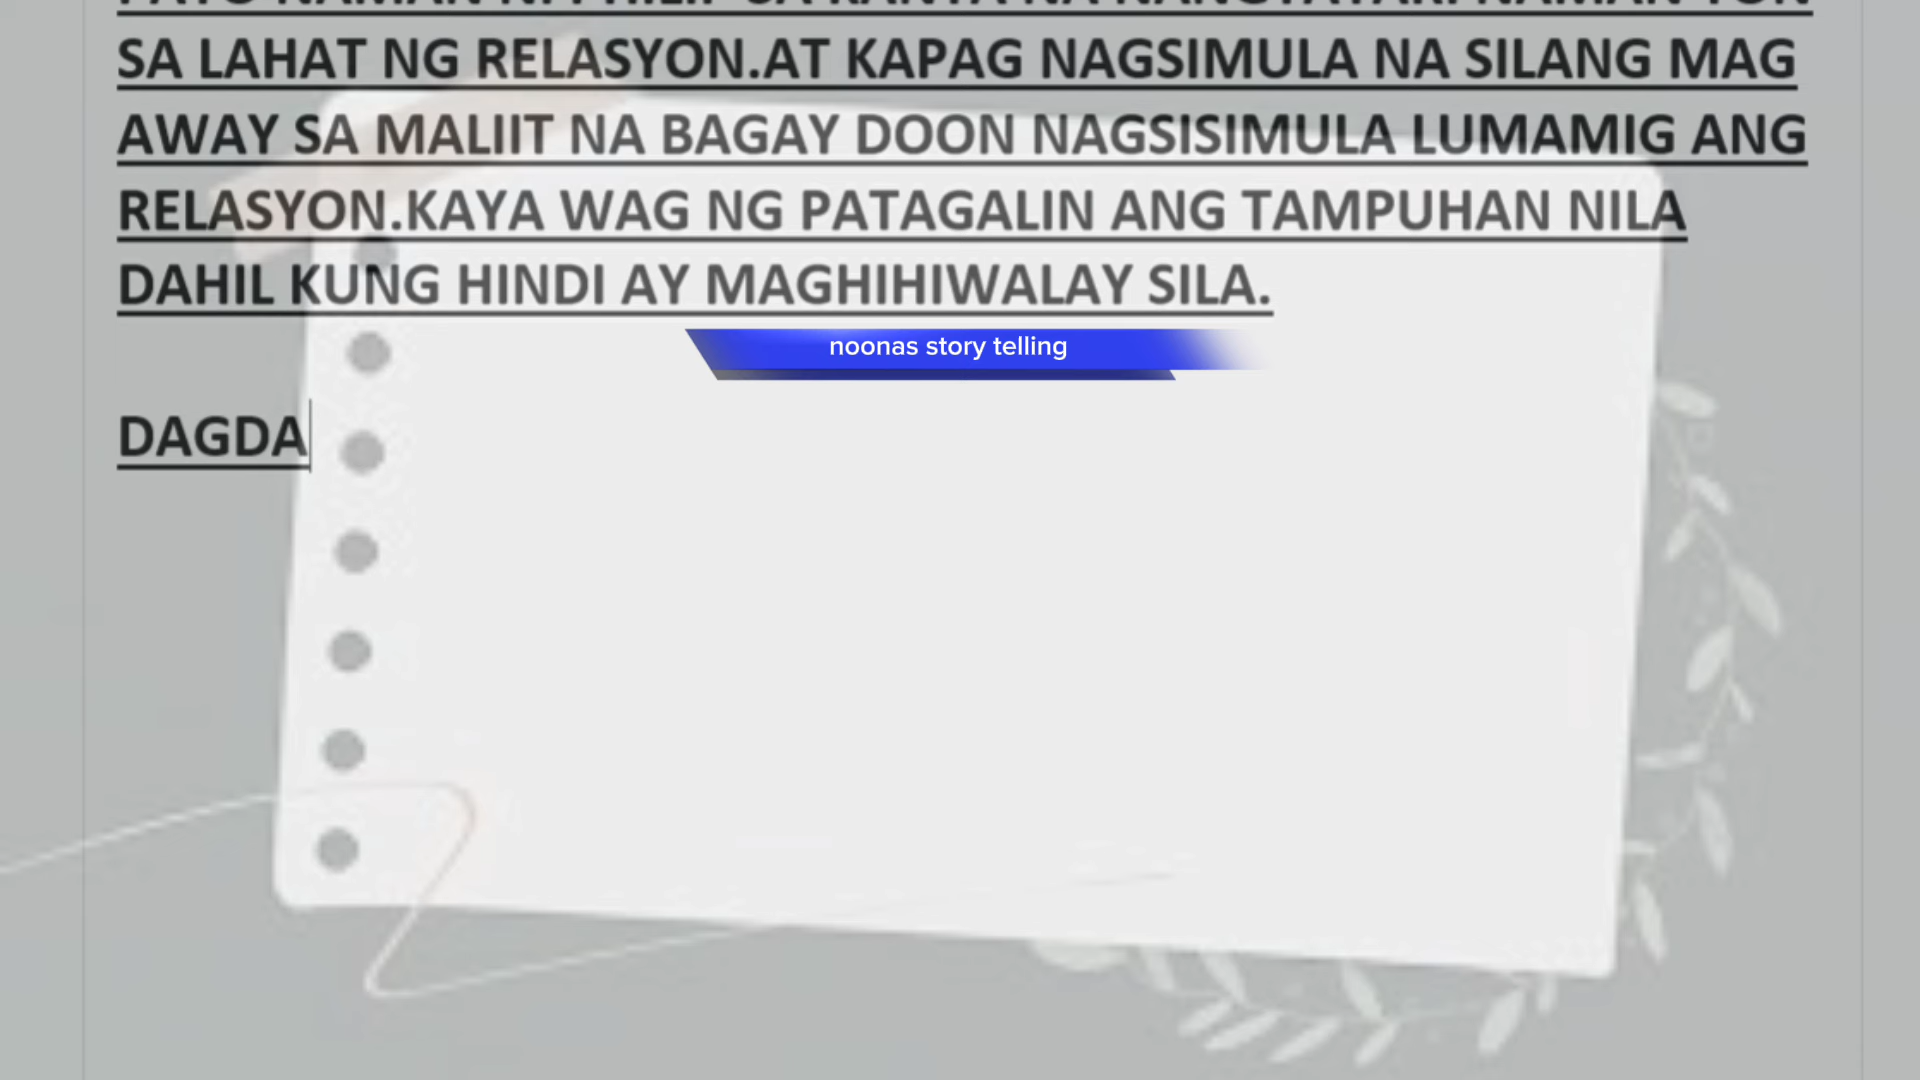 SA LAHAT NG RELASYON.AT KAPAG NAGSIMULA NA SILANG MAG
AWAY SA MALIIT NA BAGAY DOON NAGSISIMULA LUMAMIG ANG
RELASYON.KAYA WAG NG PATAGALIN ANG TAMPUHAN NILA
DAHIL KUNG HINDI AY MAGHIHIWALAY SILA.
noonas story telling
DAGDA